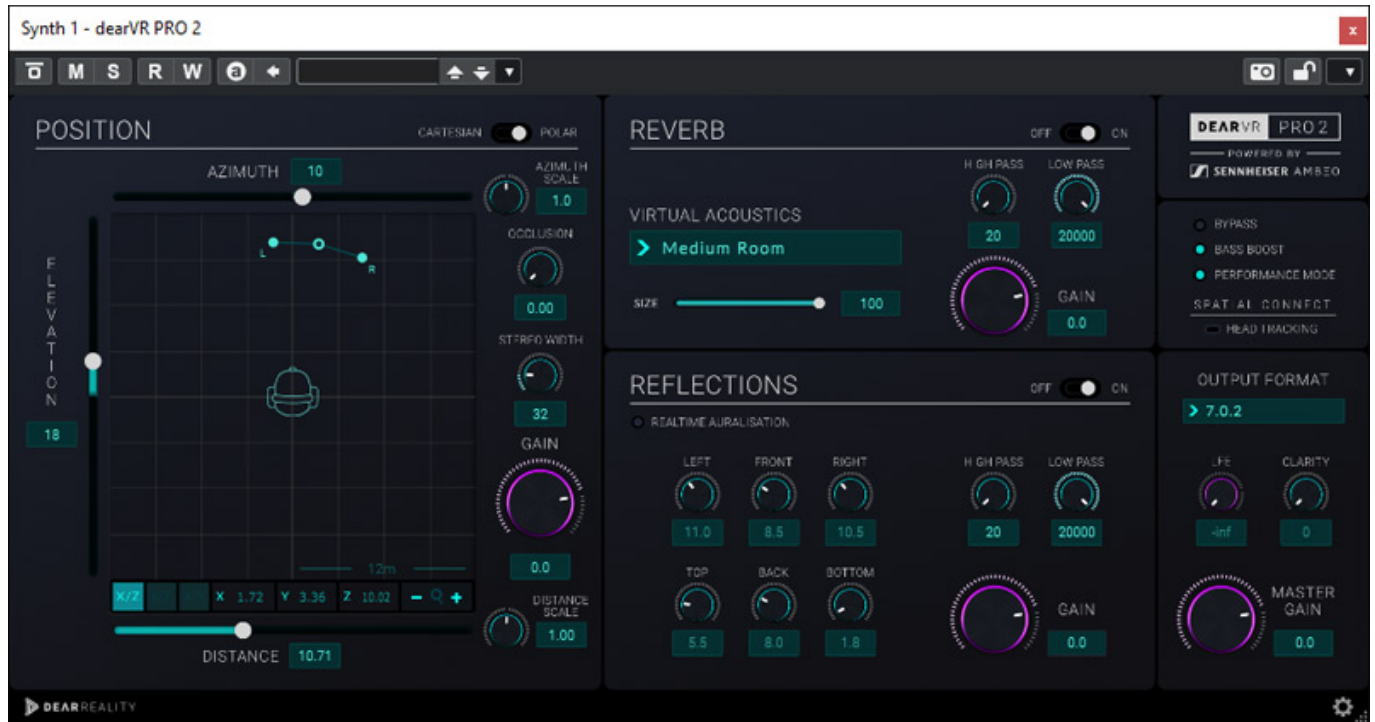 Synth 1 - dearVR PRO 2
x
M S R W a
POSITION
CARTESIAN POLAR
AZIMUTH 10
AZIMUTH
SCALE
1.0
OCCLUSION
0.00
L
R
ELEVATION
18
STEREO WIDTH
32
GAIN
0.0
12m
X/Z X 1.72 Y 3.36 Z 10.02 - +
DISTANCE
SCALE
1.00
DISTANCE 10.71
REVERB
OFF ON
HIGH PASS LOW PASS
20 20000
VIRTUAL ACOUSTICS
Medium Room
SIZE 100
GAIN
0.0
REFLECTIONS
OFF ON
REALTIME AURALISATION
LEFT FRONT RIGHT HIGH PASS LOW PASS
11.0 8.5 10.5 20 20000
TOP BACK BOTTOM
5.5 8.0 1.8
GAIN
0.0
DEARVR PRO 2
POWERED BY
SENNHEISER AMBEO
BYPASS
BASS BOOST
PERFORMANCE MODE
SPATIAL CONNECT
HEAD TRACKING
OUTPUT FORMAT
7.0.2
LFE CLARITY
-inf 0
MASTER
GAIN
0.0
DEARREALITY